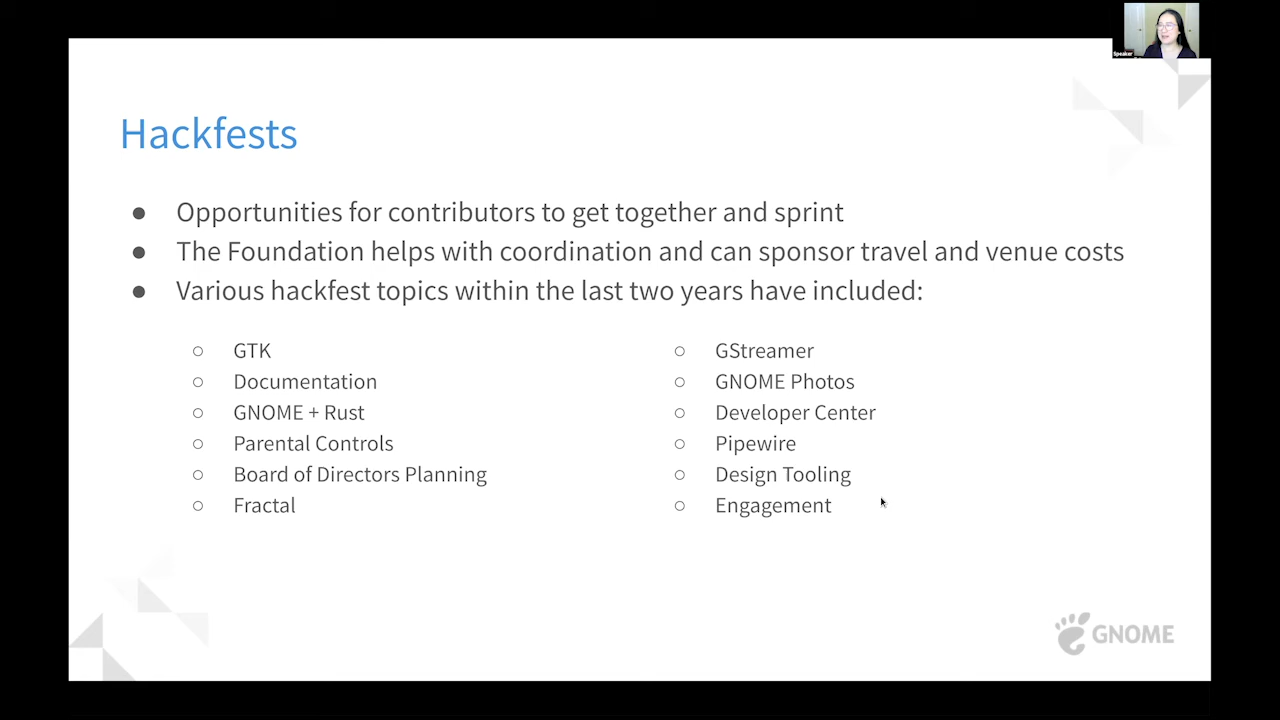 Speaker
Hackfests
● Opportunities for contributors to get together and sprint
● The Foundation helps with coordination and can sponsor travel and venue costs
● Various hackfest topics within the last two years have included:
○ GTK
○ Documentation
○ GNOME + Rust
○ Parental Controls
○ Board of Directors Planning
○ Fractal
○ GStreamer
○ GNOME Photos
○ Developer Center
○ Pipewire
○ Design Tooling
○ Engagement
GNOME